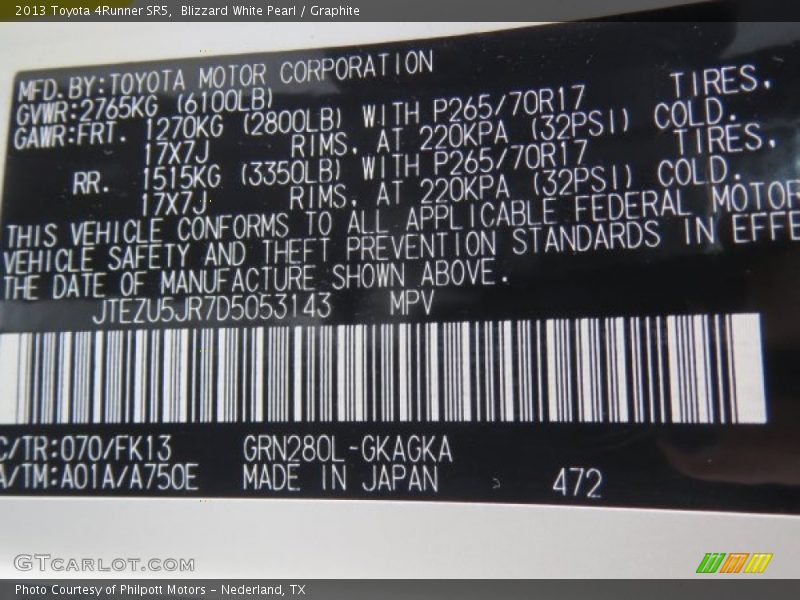 2013 Toyota 4Runner SR5,  Blizzard White Pearl / Graphite
MFD.BY:TOYOTA MOTOR CORPORATION
GVWR:2765KG (6100LB)
GAWR:FRT. 1270KG (2800LB) WITH P265/70R17 TIRES,
17X7J RIMS, AT 220KPA (32PSI) COLD.
RR. 1515KG (3350LB) WITH P265/70R17 TIRES,
17X7J RIMS, AT 220KPA (32PSI) COLD.
THIS VEHICLE CONFORMS TO ALL APPLICABLE FEDERAL MOTOR
VEHICLE SAFETY AND THEFT PREVENTION STANDARDS IN EFFE
THE DATE OF MANUFACTURE SHOWN ABOVE.
JTEZU5JR7D5053143 MPV
C/TR:070/FK13 GRN280L-GKAGKA
A/TM:A01A/A750E MADE IN JAPAN 472
GTCARLOT.COM
Photo Courtesy of Philpott Motors - Nederland, TX